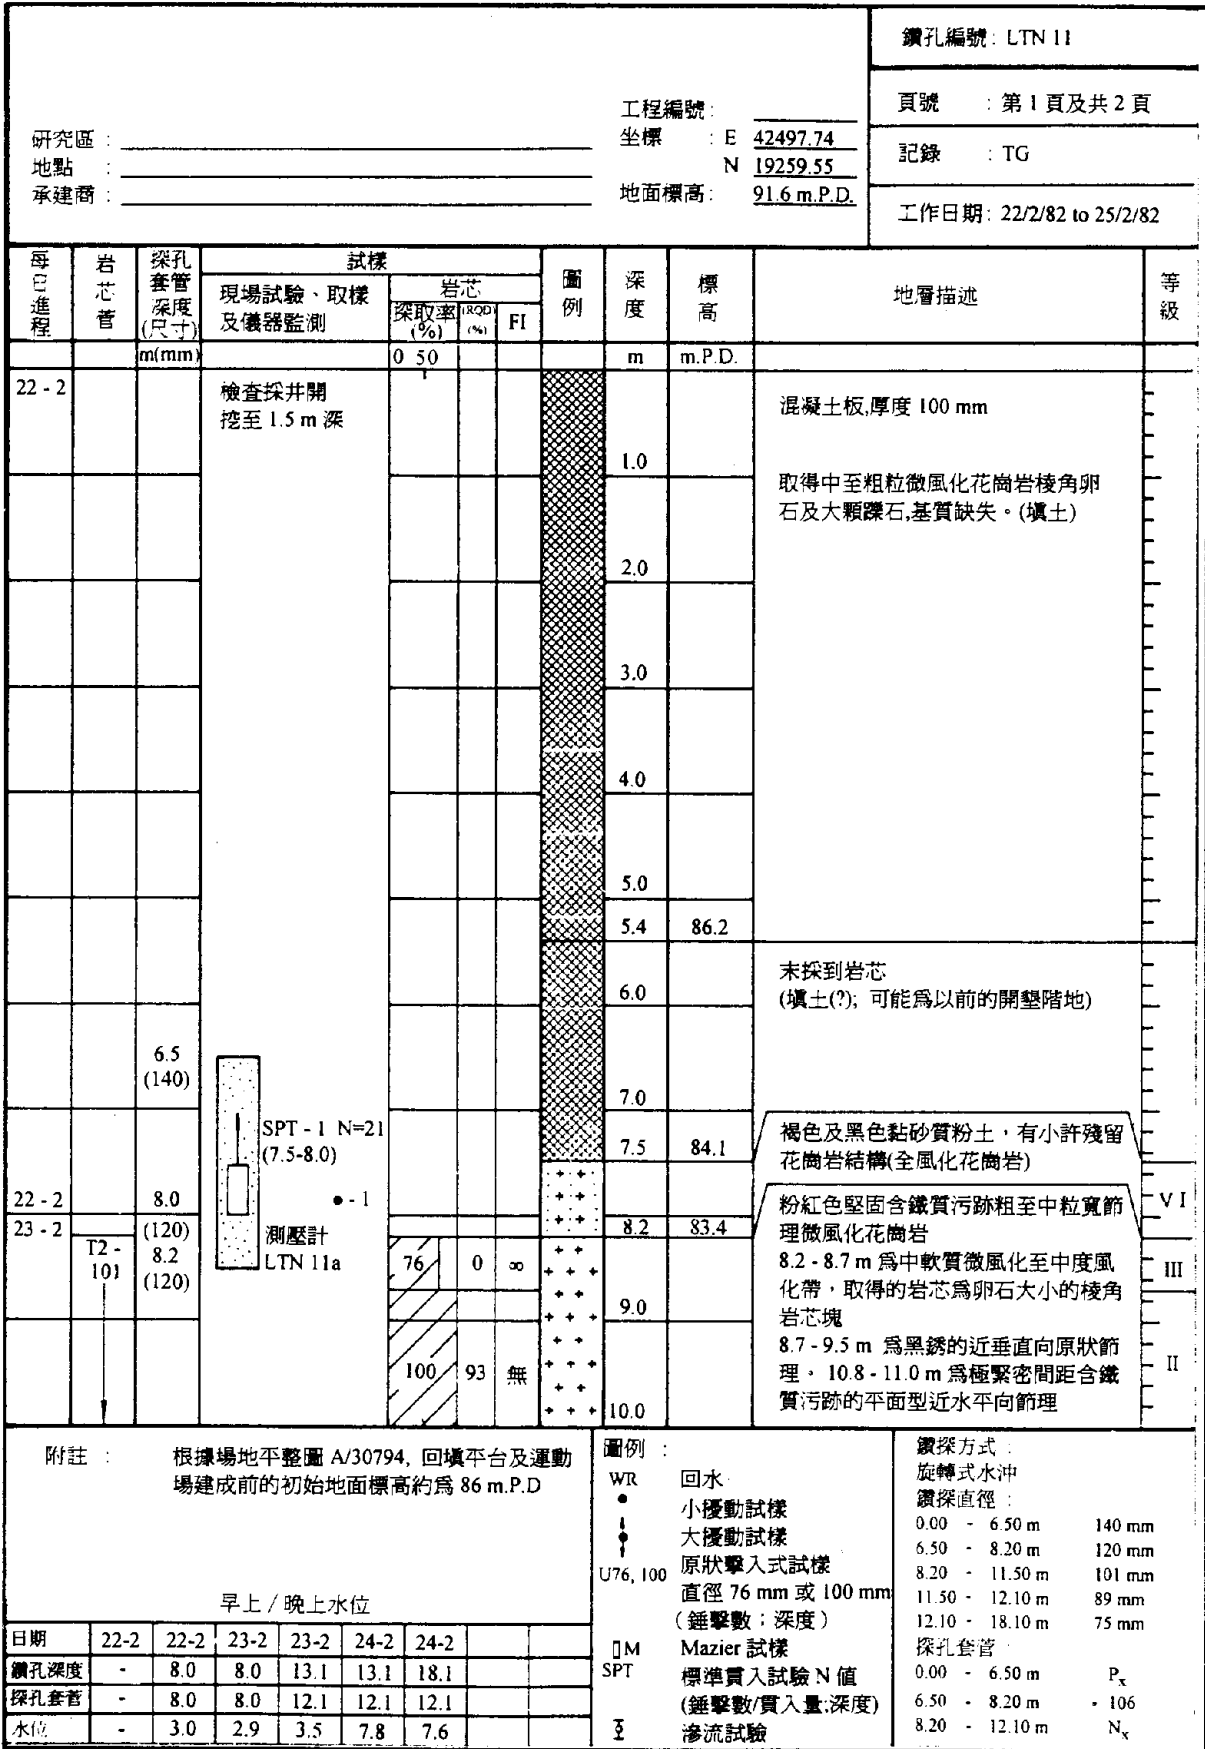 鑽孔編號: LTN 11
頁號 : 第 1 頁及共 2 頁
記錄 : TG
工作日期: 22/2/82 to 25/2/82
研究區 :
地點 :
承建商 :
工程編號:
坐標 : E 42497.74
N 19259.55
地面標高: 91.6 m.P.D.
每日進程
岩芯管
探孔套管深度(尺寸)
試樣
現場試驗、取樣
及儀器監測
岩芯
探取率(%)
(RQD)(%)
FI
圖例
深度
標高
地層描述
等級
m(mm)
0 50
m
m.P.D.
22 - 2
檢查採井開
挖至 1.5 m 深
混凝土板,厚度 100 mm
1.0
取得中至粗粒微風化花崗岩棱角卵
石及大顆礫石,基質缺失。(填土)
2.0
3.0
4.0
5.0
5.4 86.2
末採到岩芯
(填土(?); 可能為以前的開墾階地)
6.0
6.5
(140)
7.0
SPT - 1 N=21
(7.5-8.0)
7.5 84.1
褐色及黑色黏砂質粉土，有小許殘留
花崗岩結構(全風化花崗岩)
22 - 2 8.0
• - 1
V I
23 - 2
(120)
8.2 83.4
T2 -
101
8.2
(120)
測壓計
LTN 11a
76 0 ∞
III
粉紅色堅固含鐵質污跡粗至中粒寬節
理微風化花崗岩
8.2 - 8.7 m 為中軟質微風化至中度風
化帶，取得的岩芯為卵石大小的棱角
岩芯塊
8.7 - 9.5 m 為黑銹的近垂直向原狀節
理。10.8 - 11.0 m 為極緊密間距含鐵
質污跡的平面型近水平向節理
9.0
100 93 無
II
10.0
附註 : 根據場地平整圖 A/30794, 回填平台及運動
場建成前的初始地面標高約為 86 m.P.D
早上 / 晚上水位
日期 22-2 22-2 23-2 23-2 24-2 24-2
鑽孔深度 - 8.0 8.0 13.1 13.1 18.1
探孔套管 - 8.0 8.0 12.1 12.1 12.1
水位 - 3.0 2.9 3.5 7.8 7.6
圖例 :
WR 回水
小擾動試樣
大擾動試樣
U76, 100 原狀擊入式試樣
直徑 76 mm 或 100 mm
(錘擊數；深度)
M Mazier 試樣
SPT 標準貫入試驗 N 值
(錘擊數/貫入量;深度)
滲流試驗
鑽探方式 :
旋轉式水沖
鑽探直徑 :
0.00 - 6.50 m 140 mm
6.50 - 8.20 m 120 mm
8.20 - 11.50 m 101 mm
11.50 - 12.10 m 89 mm
12.10 - 18.10 m 75 mm
探孔套管
0.00 - 6.50 m Px
6.50 - 8.20 m - 106
8.20 - 12.10 m Nx